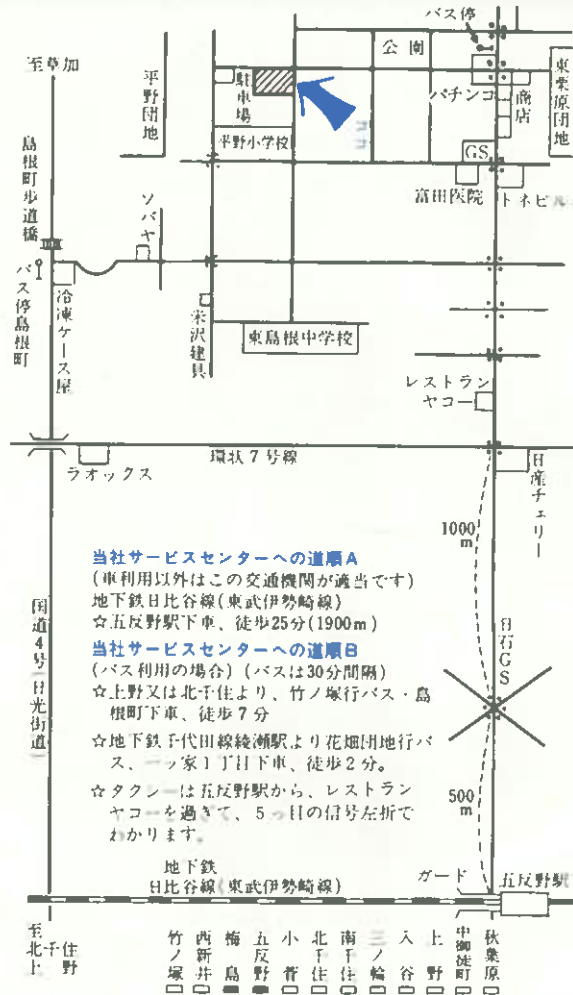 バス停
公園
至草加
平野団地
駐車場
パチンコ
商店
東栗原団地
平野小学校
GS
富田医院
トネビル
島根町歩道橋
ソバヤ
バス停島根町
冷凍ケース屋
米沢建具
東島根中学校
レストラン
ヤコー
環状7号線
ラオックス
日産チェリー
1000
m
当社サービスセンターへの道順A
(車利用以外はこの交通機関が適当です)
地下鉄日比谷線(東武伊勢崎線)
☆五反野駅下車、徒歩25分(1900m)
当社サービスセンターへの道順B
(バス利用の場合)(バスは30分間隔)
☆上野又は北千住より、竹ノ塚行バス・島
根町下車、徒歩7分
☆地下鉄千代田線綾瀬駅より花畑団地行バ
ス、一ッ家1丁目下車、徒歩2分。
☆タクシーは五反野駅から、レストラン
ヤコーを過ぎて、5っ目の信号左折で
わかります。
国道4号(日光街道)
日石GS
500
m
地下鉄
日比谷線(東武伊勢崎線)
ガード
五反野駅
至北千住
上野
竹ノ塚
西新井
梅島
五反野
小菅
北千住
南千住
三ノ輪
入谷
上野
中御徒町
秋葉原